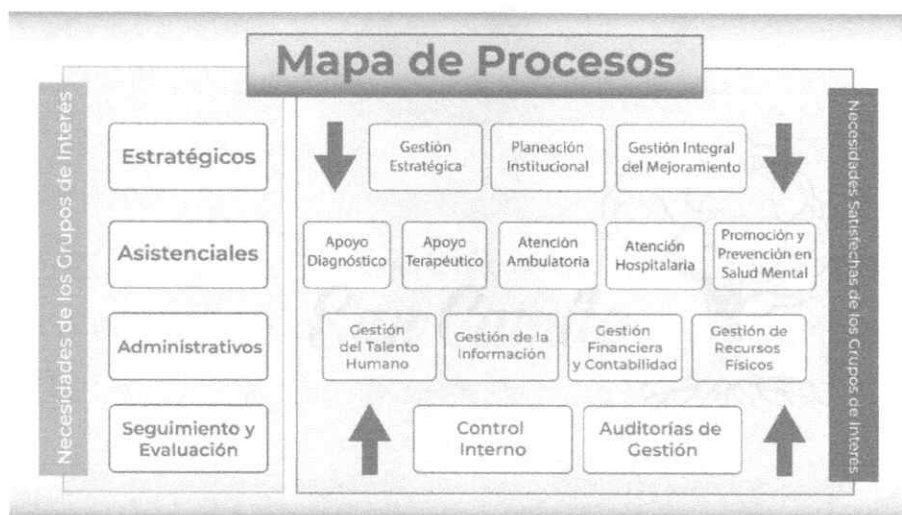 Mapa de Procesos
Necesidades de los Grupos de Interés
Estratégicos
Gestión
Estratégica
Planeación
Institucional
Gestión Integral
del Mejoramiento
Asistenciales
Apoyo
Diagnóstico
Apoyo
Terapéutico
Atención
Ambulatoria
Atención
Hospitalaria
Promoción y
Prevención en
Salud Mental
Administrativos
Gestión
del Talento
Humano
Gestión de la
Información
Gestión
Financiera
y Contabilidad
Gestión de
Recursos
Físicos
Seguimiento y
Evaluación
Control
Interno
Auditorías de
Gestión
Necesidades Satisfechas de los Grupos de Interés